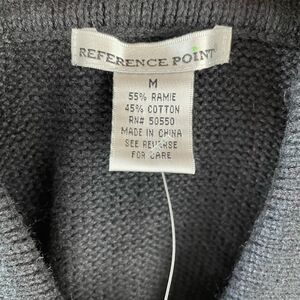 REFERENCE POINT
M
55% RAMIE
45% COTTON
RN# 50550
MADE IN CHINA
SEE REVERSE
FOR CARE